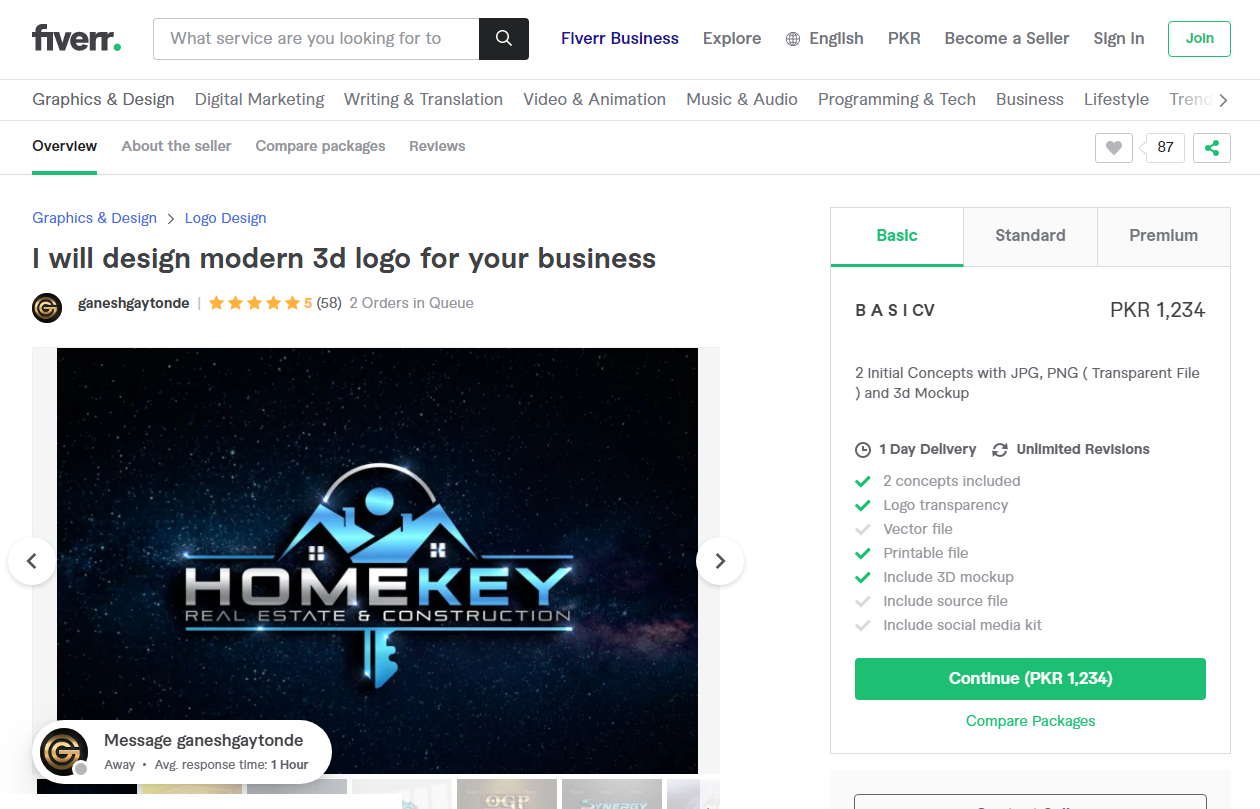 fiverr.
What service are you looking for to
Fiverr Business
Explore
English
PKR
Become a Seller
Sign In
Join
Graphics & Design
Digital Marketing
Writing & Translation
Video & Animation
Music & Audio
Programming & Tech
Business
Lifestyle
Trend
Overview
About the seller
Compare packages
Reviews
87
Graphics & Design > Logo Design
I will design modern 3d logo for your business
ganeshgaytonde | 5 (58) 2 Orders in Queue
HOMEKEY
REAL ESTATE & CONSTRUCTION
G
Message ganeshgaytonde
Away • Avg. response time: 1 Hour
OGP
SYNERGY
Basic
Standard
Premium
B A S I CV
PKR 1,234
2 Initial Concepts with JPG, PNG ( Transparent File
) and 3d Mockup
1 Day Delivery
Unlimited Revisions
2 concepts included
Logo transparency
Vector file
Printable file
Include 3D mockup
Include source file
Include social media kit
Continue (PKR 1,234)
Compare Packages